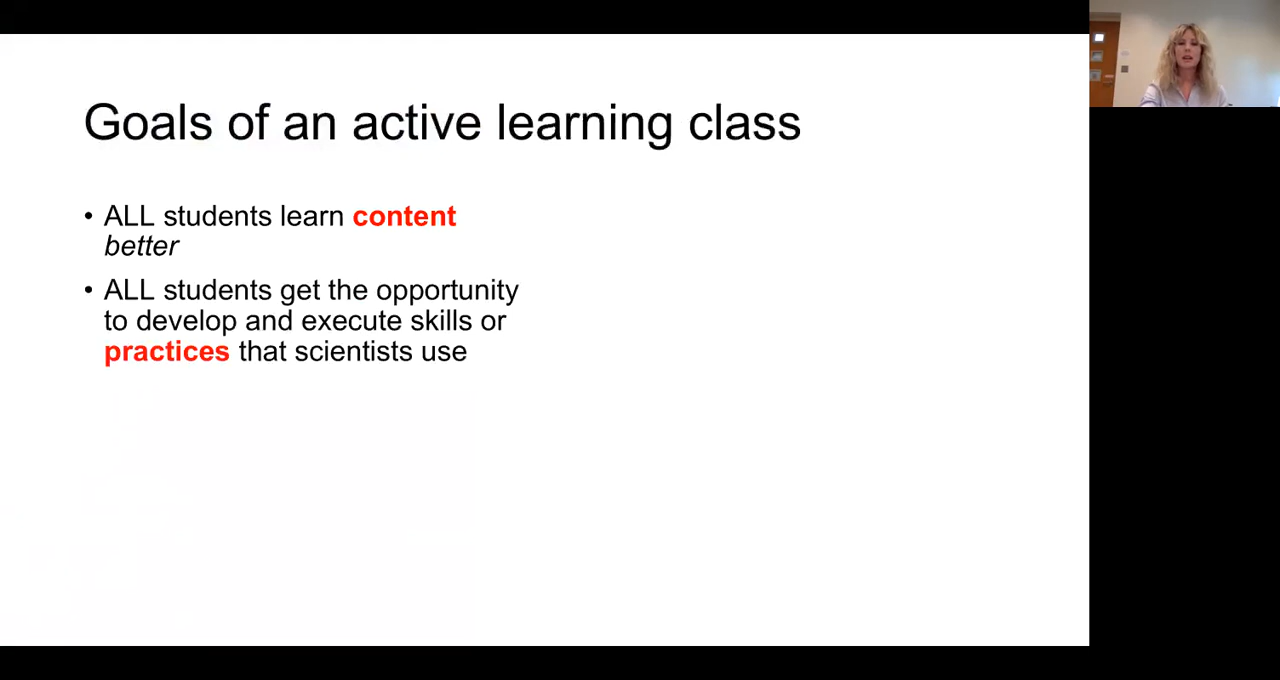 Goals of an active learning class
• ALL students learn content
better
• ALL students get the opportunity
to develop and execute skills or
practices that scientists use